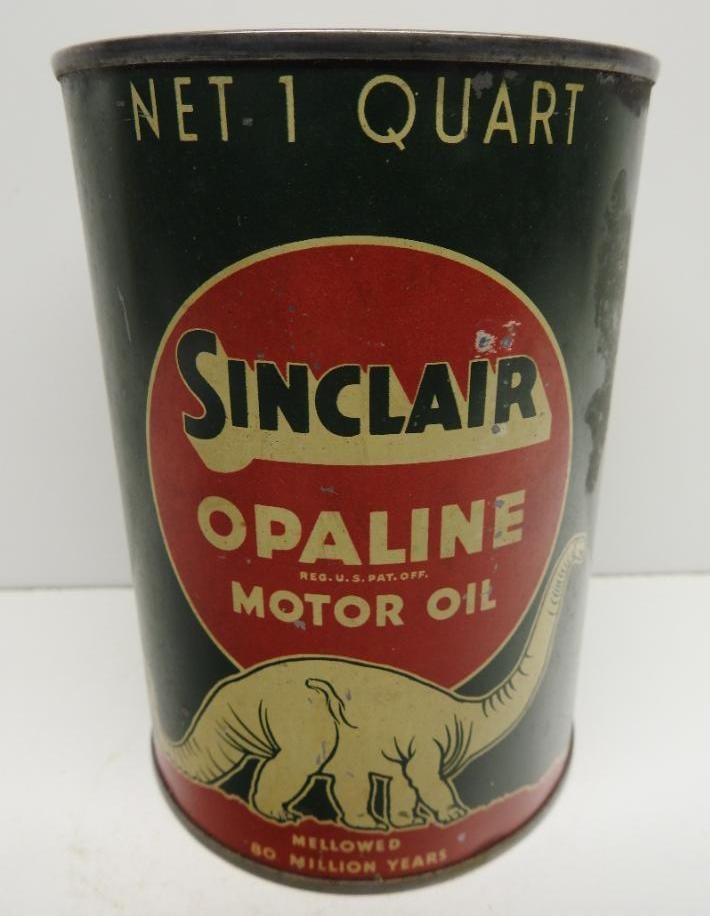 NET 1 QUART
SINCLAIR
OPALINE
REG. U.S. PAT. OFF.
MOTOR OIL
MELLOWED
80 MILLION YEARS